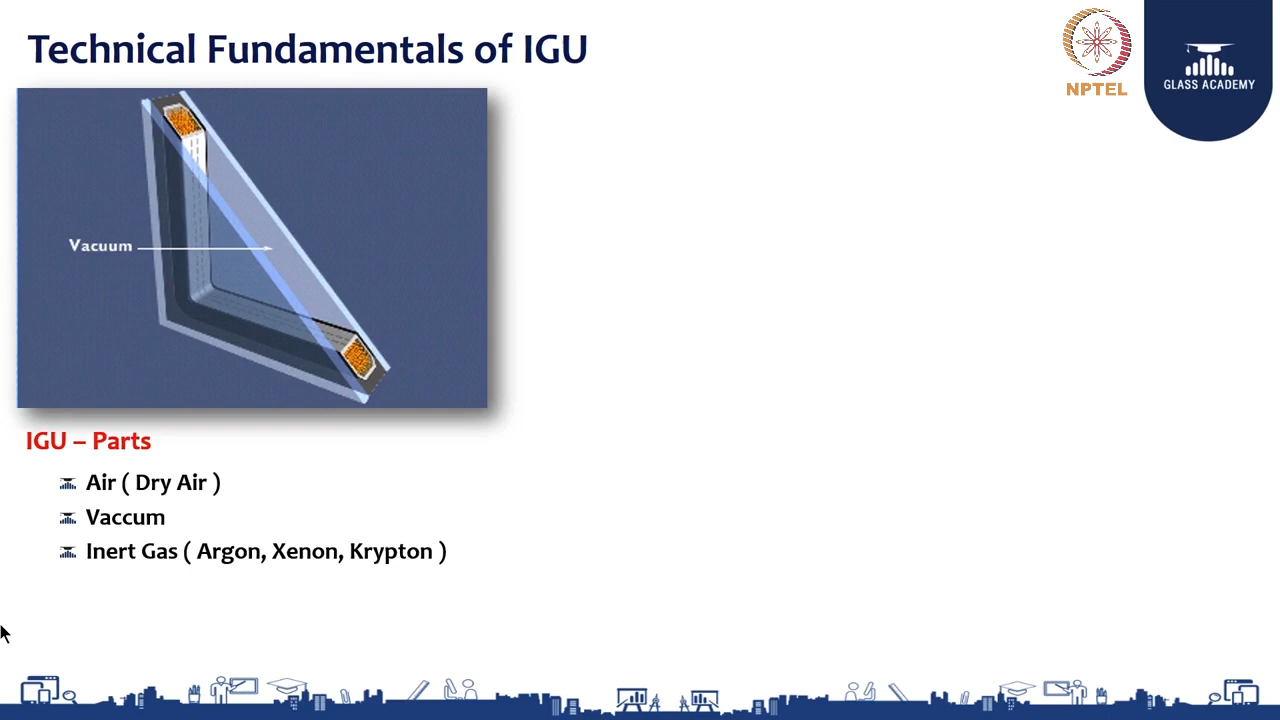 Technical Fundamentals of IGU
NPTEL
GLASS ACADEMY
Vacuum
IGU – Parts
Air ( Dry Air )
Vaccum
Inert Gas ( Argon, Xenon, Krypton )